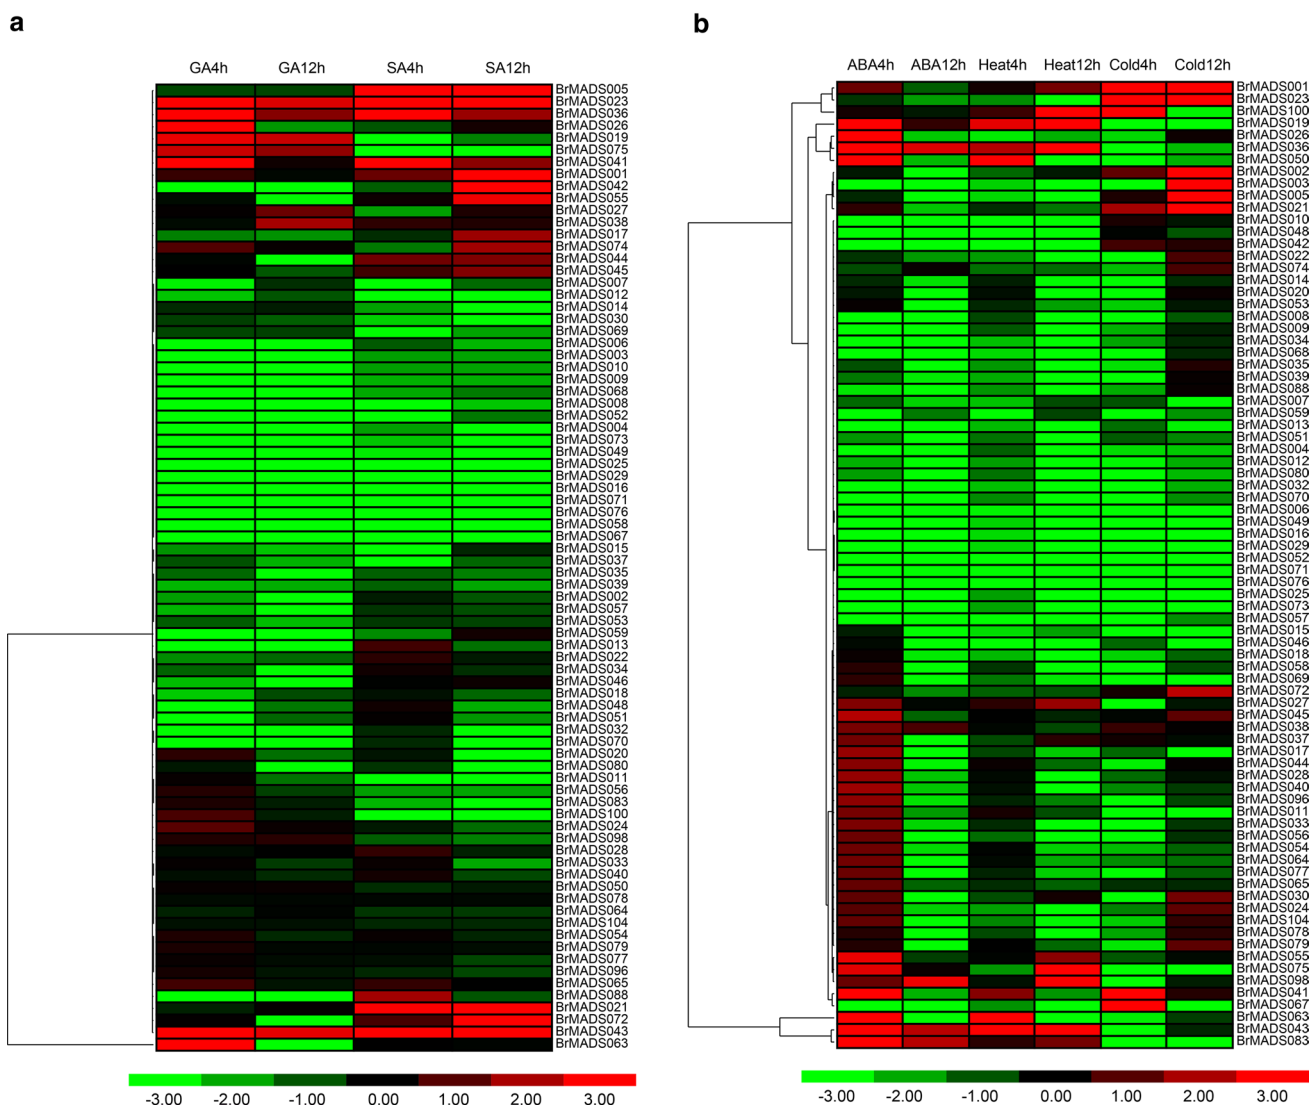 a
GA4h GA12h SA4h SA12h
BrMADS005
BrMADS023
BrMADS036
BrMADS026
BrMADS019
BrMADS075
BrMADS041
BrMADS001
BrMADS042
BrMADS055
BrMADS027
BrMADS038
BrMADS017
BrMADS074
BrMADS044
BrMADS045
BrMADS007
BrMADS012
BrMADS014
BrMADS030
BrMADS069
BrMADS006
BrMADS003
BrMADS010
BrMADS009
BrMADS068
BrMADS008
BrMADS052
BrMADS004
BrMADS073
BrMADS049
BrMADS025
BrMADS029
BrMADS016
BrMADS071
BrMADS076
BrMADS058
BrMADS067
BrMADS015
BrMADS037
BrMADS035
BrMADS039
BrMADS002
BrMADS057
BrMADS053
BrMADS059
BrMADS013
BrMADS022
BrMADS034
BrMADS046
BrMADS018
BrMADS048
BrMADS051
BrMADS032
BrMADS070
BrMADS020
BrMADS080
BrMADS011
BrMADS056
BrMADS083
BrMADS100
BrMADS024
BrMADS098
BrMADS028
BrMADS033
BrMADS040
BrMADS050
BrMADS078
BrMADS064
BrMADS104
BrMADS054
BrMADS079
BrMADS077
BrMADS096
BrMADS065
BrMADS088
BrMADS021
BrMADS072
BrMADS043
BrMADS063
-3.00 -2.00 -1.00 0.00 1.00 2.00 3.00
b
ABA4h ABA12h Heat4h Heat12h Cold4h Cold12h
BrMADS001
BrMADS023
BrMADS100
BrMADS019
BrMADS026
BrMADS036
BrMADS050
BrMADS002
BrMADS003
BrMADS005
BrMADS021
BrMADS010
BrMADS048
BrMADS042
BrMADS022
BrMADS074
BrMADS014
BrMADS020
BrMADS053
BrMADS008
BrMADS009
BrMADS034
BrMADS068
BrMADS035
BrMADS039
BrMADS088
BrMADS007
BrMADS059
BrMADS013
BrMADS051
BrMADS004
BrMADS012
BrMADS080
BrMADS032
BrMADS070
BrMADS006
BrMADS049
BrMADS016
BrMADS029
BrMADS052
BrMADS071
BrMADS076
BrMADS025
BrMADS073
BrMADS057
BrMADS015
BrMADS046
BrMADS018
BrMADS058
BrMADS069
BrMADS072
BrMADS027
BrMADS045
BrMADS038
BrMADS037
BrMADS017
BrMADS044
BrMADS028
BrMADS040
BrMADS096
BrMADS011
BrMADS033
BrMADS056
BrMADS054
BrMADS064
BrMADS077
BrMADS065
BrMADS030
BrMADS024
BrMADS104
BrMADS078
BrMADS079
BrMADS055
BrMADS075
BrMADS098
BrMADS041
BrMADS067
BrMADS063
BrMADS043
BrMADS083
-3.00 -2.00 -1.00 0.00 1.00 2.00 3.00